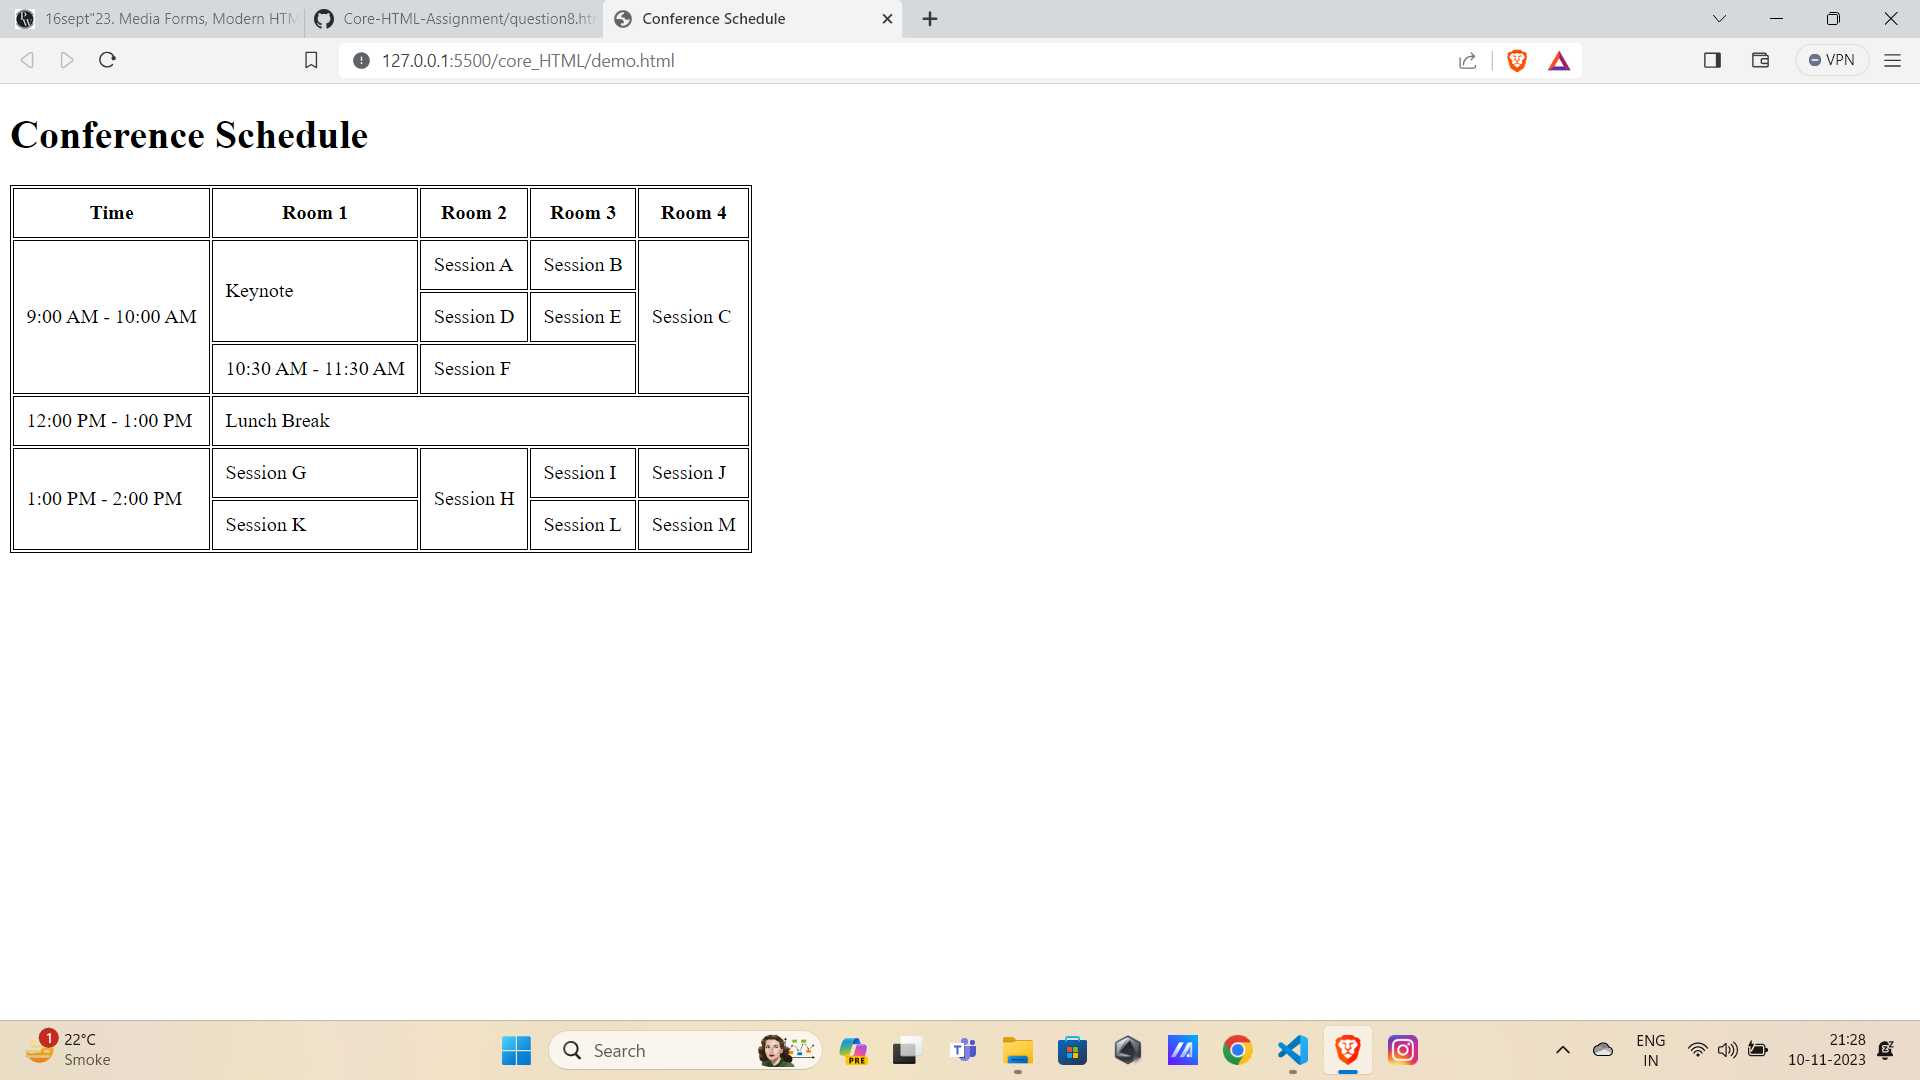 16sept"23. Media Forms, Modern HTM
Core-HTML-Assignment/question8.htm
Conference Schedule
127.0.0.1:5500/core_HTML/demo.html
VPN
Conference Schedule
Time Room 1 Room 2 Room 3 Room 4
9:00 AM - 10:00 AM Keynote Session A Session B Session C
Session D Session E
10:30 AM - 11:30 AM Session F
12:00 PM - 1:00 PM Lunch Break
1:00 PM - 2:00 PM Session G Session H Session I Session J
Session K Session L Session M
1
22°C
Smoke
Search
PRE
ENG
IN
21:28
10-11-2023